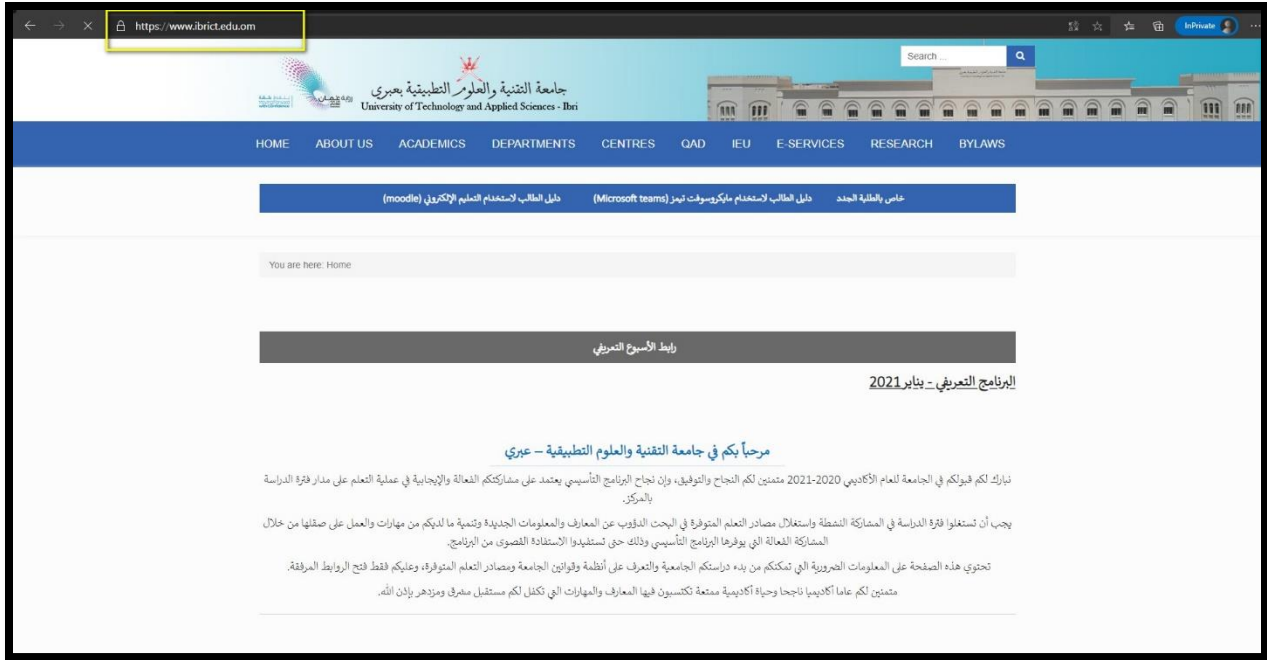 https://www.ibrict.edu.om
InPrivate
Search ...
جامعة التقنية والعلوم التطبيقية بعبري
University of Technology and Applied Sciences - Ibri
HOME ABOUT US ACADEMICS DEPARTMENTS CENTRES QAD IEU E-SERVICES RESEARCH BYLAWS
خاص بالطلبة الجدد دليل الطالب لاستخدام مايكروسوفت تيمز (Microsoft teams) دليل الطالب لاستخدام التعليم الإلكتروني (moodle)
You are here: Home
رابط الأسبوع التعريفي
البرنامج التعريفي - يناير 2021
مرحباً بكم في جامعة التقنية والعلوم التطبيقية – عبري
نبارك لكم قبولكم في الجامعة للعام الأكاديمي 2020-2021 متمنين لكم النجاح والتوفيق، وإن نجاح البرنامج التأسيسي يعتمد على مشاركتكم الفعالة والإيجابية في عملية التعلم على مدار فترة الدراسة
بالمركز.
يجب أن تستغلوا فترة الدراسة في المشاركة النشطة واستغلال مصادر التعلم المتوفرة في البحث الدؤوب عن المعارف والمعلومات الجديدة وتنمية ما لديكم من مهارات والعمل على صقلها من خلال
المشاركة الفعالة التي يوفرها البرنامج التأسيسي وذلك حتى تستفيدوا الاستفادة القصوى من البرنامج.
تحتوي هذه الصفحة على المعلومات الضرورية التي تمكنكم من بدء دراستكم الجامعية والتعرف على أنظمة وقوانين الجامعة ومصادر التعلم المتوفرة، وعليكم فقط فتح الروابط المرفقة.
متمنين لكم عاما أكاديميا ناجحا وحياة أكاديمية ممتعة تكتسبون فيها المعارف والمهارات التي تكفل لكم مستقبل مشرق ومزدهر بإذن الله.